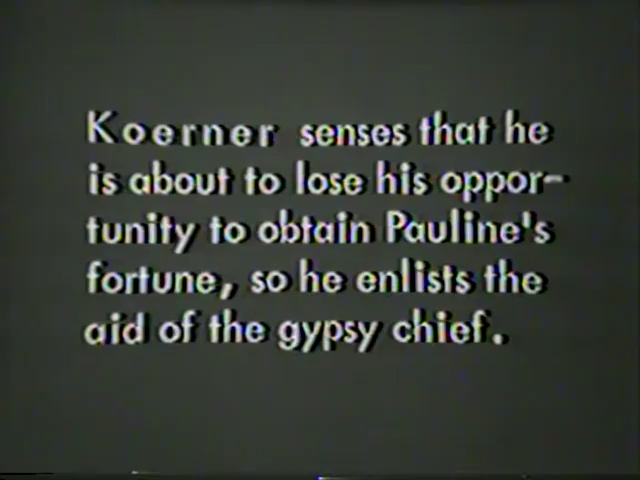 Koerner senses that he
is about to lose his oppor-
tunity to obtain Pauline's
fortune, so he enlists the
aid of the gypsy chief.